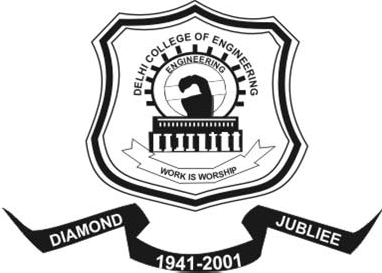 DELHI COLLEGE OF ENGINEERING
ENGINEERING
WORK IS WORSHIP
DIAMOND JUBLIEE
1941-2001